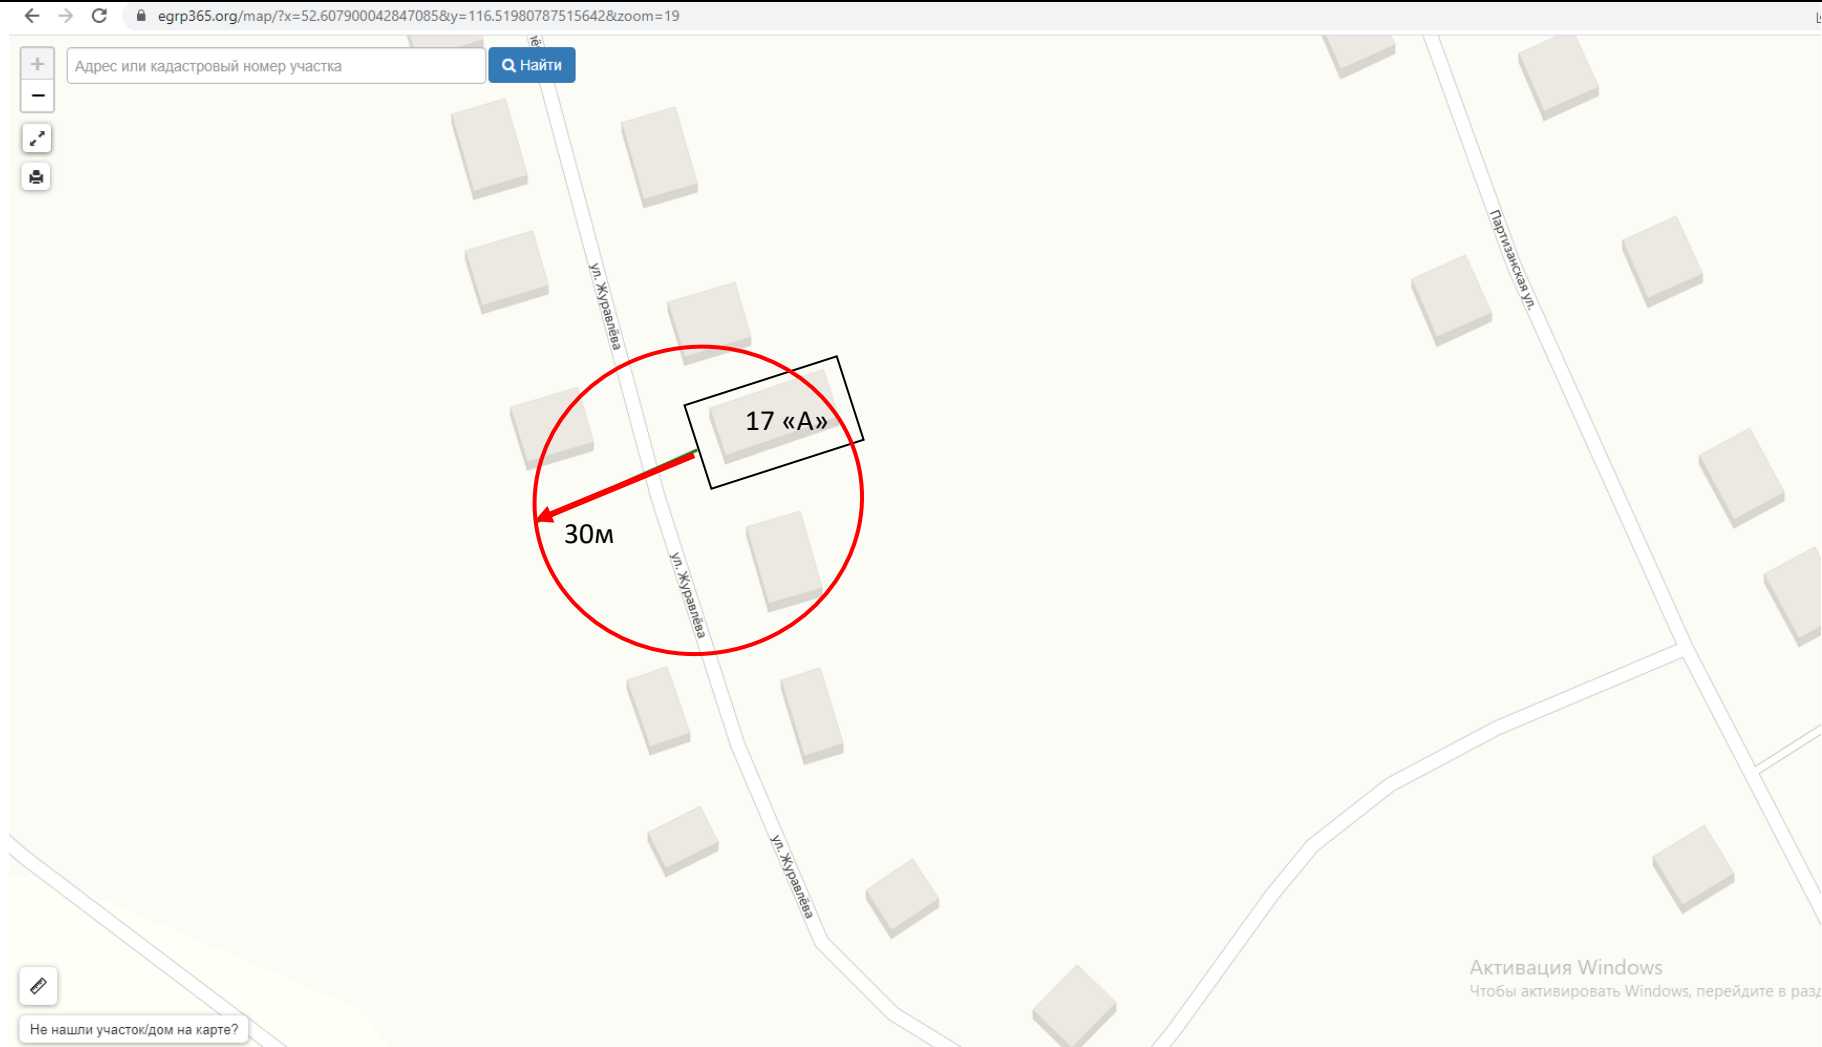 egrp365.org/map/?x=52.607900042847085&y=116.51980787515642&zoom=19
Адрес или кадастровый номер участка
Найти
ул. Журавлёва
Партизанская ул.
17 «А»
30м
ул. Журавлёва
ул. Журавлёва
Активация Windows
Чтобы активировать Windows, перейдите в
Не нашли участок/дом на карте?